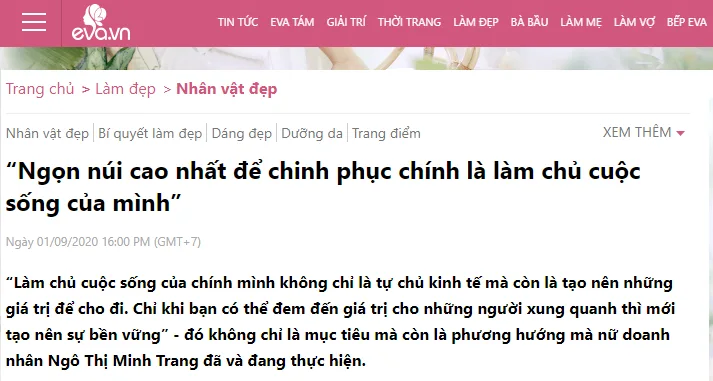 eva.vn
TIN TỨC EVA TÁM GIẢI TRÍ THỜI TRANG LÀM ĐẸP BÀ BẦU LÀM MẸ LÀM VỢ BẾP EVA
Trang chủ > Làm đẹp > Nhân vật đẹp
Nhân vật đẹp Bí quyết làm đẹp Dáng đẹp Dưỡng da Trang điểm XEM THÊM
“Ngọn núi cao nhất để chinh phục chính là làm chủ cuộc
sống của mình”
Ngày 01/09/2020 16:00 PM (GMT+7)
“Làm chủ cuộc sống của chính mình không chỉ là tự chủ kinh tế mà còn là tạo nên những
giá trị để cho đi. Chỉ khi bạn có thể đem đến giá trị cho những người xung quanh thì mới
tạo nên sự bền vững” - đó không chỉ là mục tiêu mà còn là phương hướng mà nữ doanh
nhân Ngô Thị Minh Trang đã và đang thực hiện.